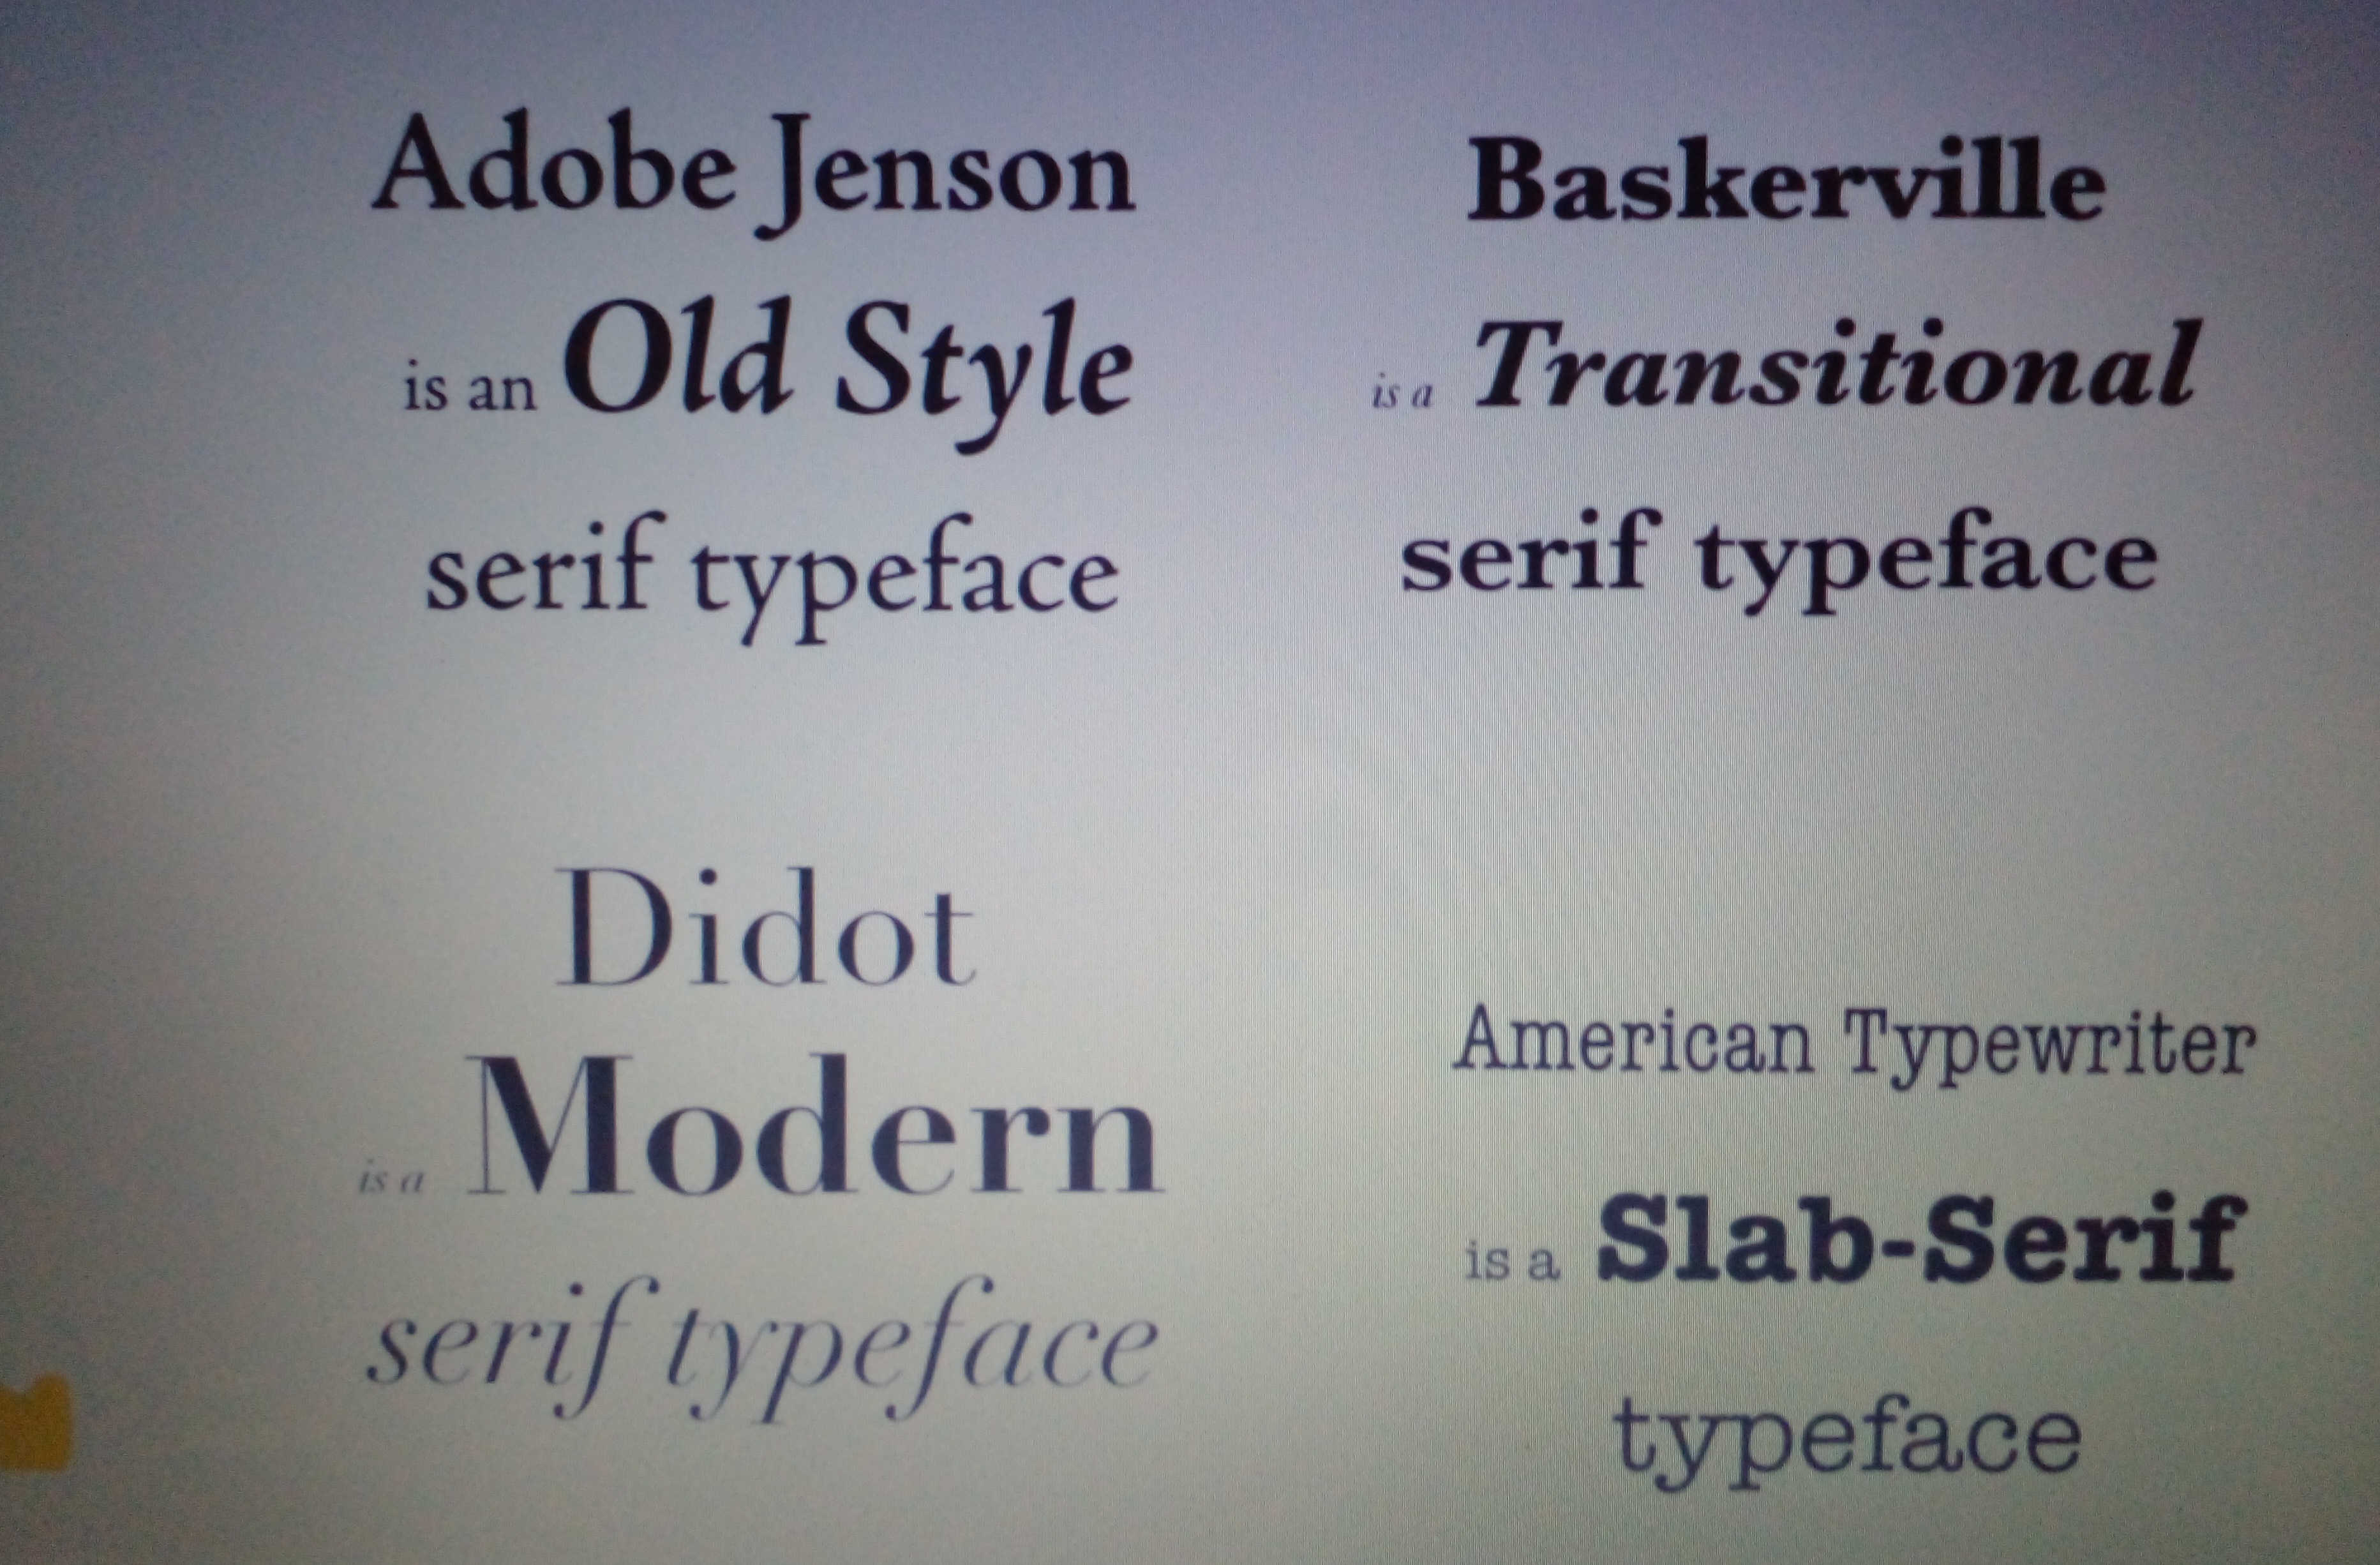 Adobe Jenson
is an Old Style
serif typeface
Baskerville
is a Transitional
serif typeface
Didot
is a Modern
serif typeface
American Typewriter
is a Slab-Serif
typeface